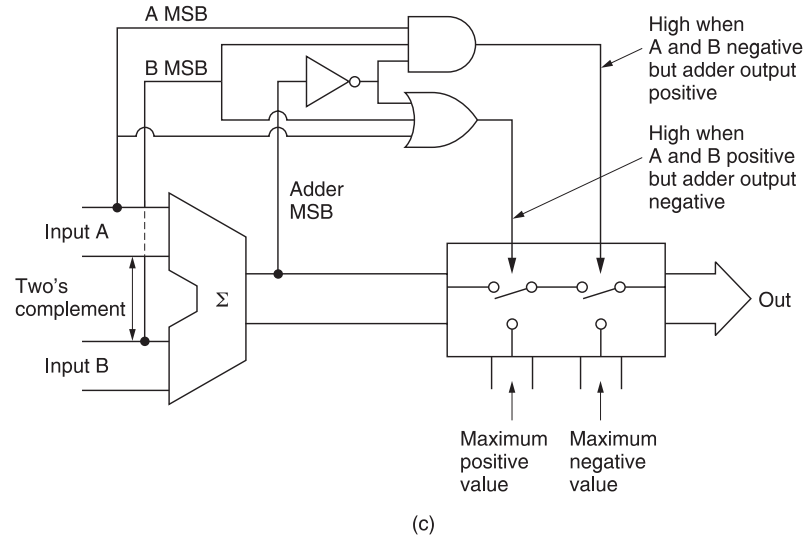 A MSB
B MSB
High when
A and B negative
but adder output
positive
High when
A and B positive
but adder output
negative
Adder
MSB
Input A
Two's
complement
Σ
Input B
Out
Maximum
positive
value
Maximum
negative
value
(c)